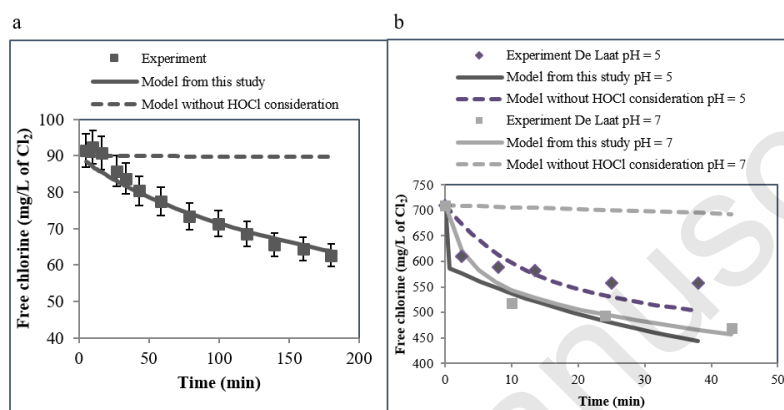 a
Experiment
Model from this study
Model without HOCl consideration
100
90
80
70
60
50
40
0 50 100 150 200
Time (min)
Free chlorine (mg/L of Cl₂)
b
Experiment De Laat pH = 5
Model from this study pH = 5
Model without HOCl consideration pH = 5
Experiment De Laat pH = 7
Model from this study pH = 7
Model without HOCl consideration pH = 7
750
700
650
600
550
500
450
400
0 10 20 30 40 50
Time (min)
Free chlorine (mg/L of Cl₂)
anusc